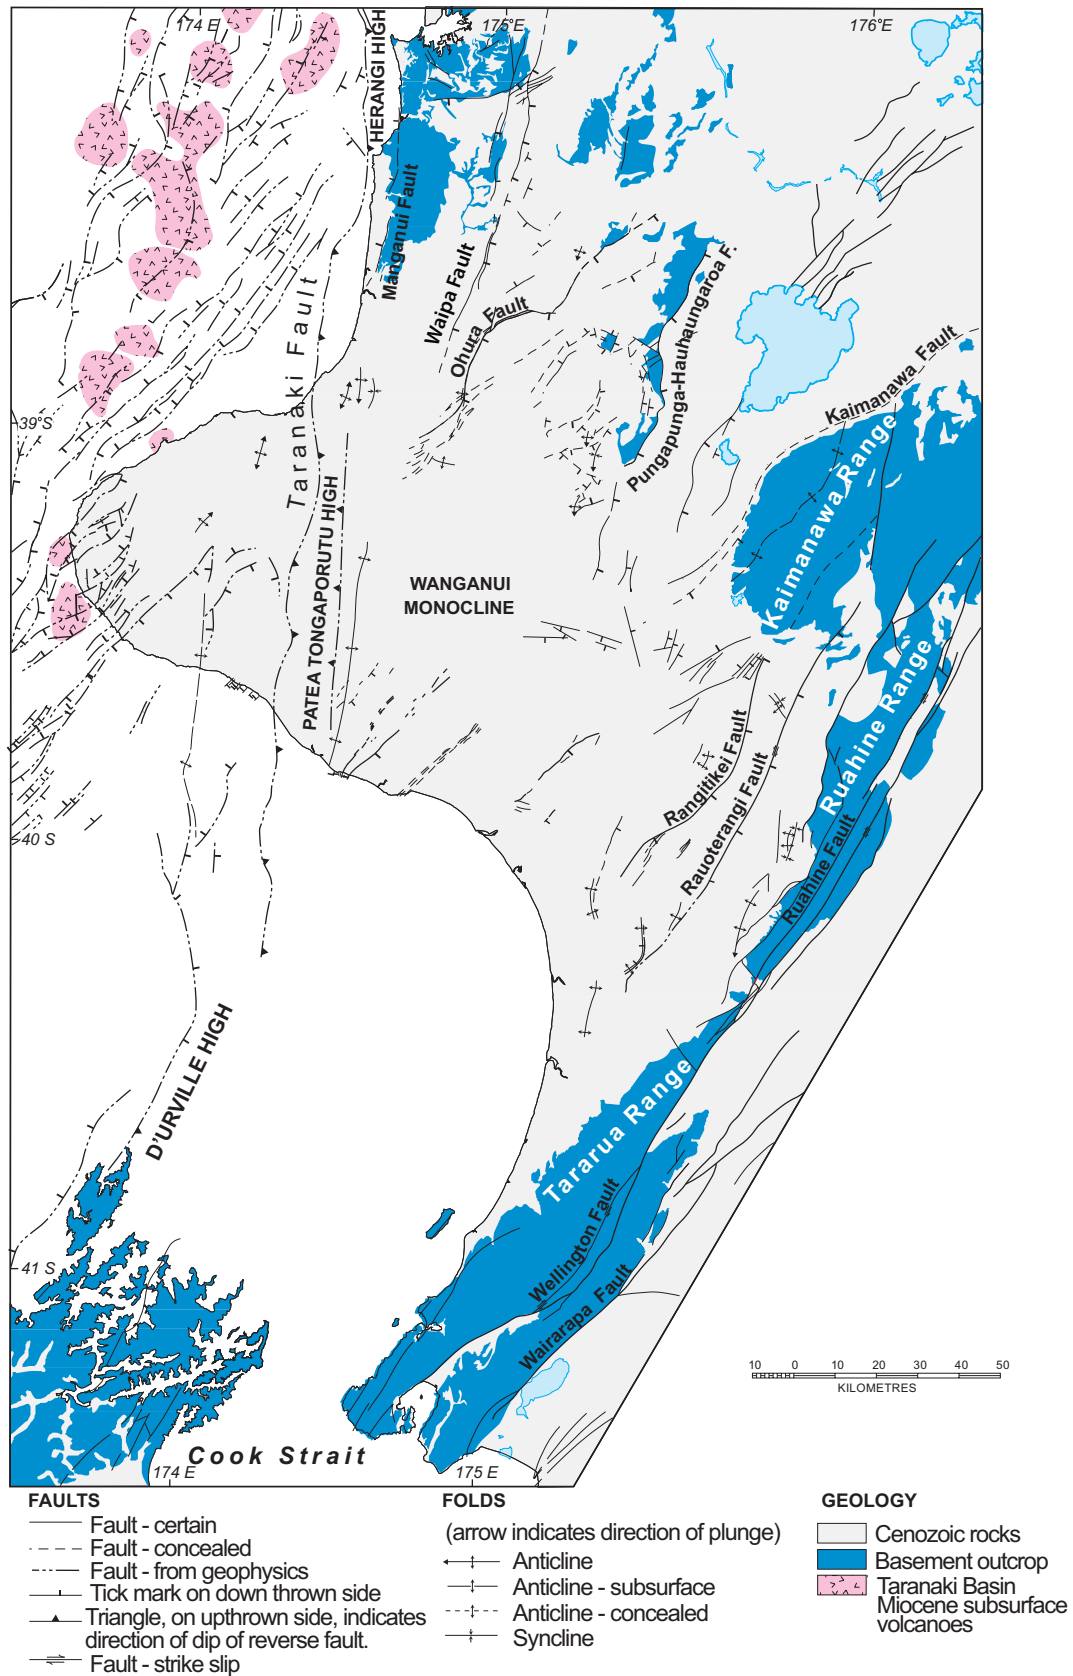 174 E
175°E
176°E
HERANGI HIGH
Manganui Fault
Waipa Fault
Ohura Fault
Pungapunga-Hauhaungaroa F.
Taranaki Fault
Kaimanawa Fault
39°S
Kaimanawa Range
PATEA TONGAPORUTU HIGH
WANGANUI
MONOCLINE
Ruahine Range
Rangitikei Fault
Rauoterangi Fault
Ruahine Fault
40 S
D'URVILLE HIGH
Tararua Range
Wellington Fault
Wairarapa Fault
41 S
10 0 10 20 30 40 50
KILOMETRES
Cook Strait
174 E
175 E
FAULTS
Fault - certain
Fault - concealed
Fault - from geophysics
Tick mark on down thrown side
Triangle, on upthrown side, indicates
direction of dip of reverse fault.
Fault - strike slip
FOLDS
(arrow indicates direction of plunge)
Anticline
Anticline - subsurface
Anticline - concealed
Syncline
GEOLOGY
Cenozoic rocks
Basement outcrop
Taranaki Basin
Miocene subsurface
volcanoes